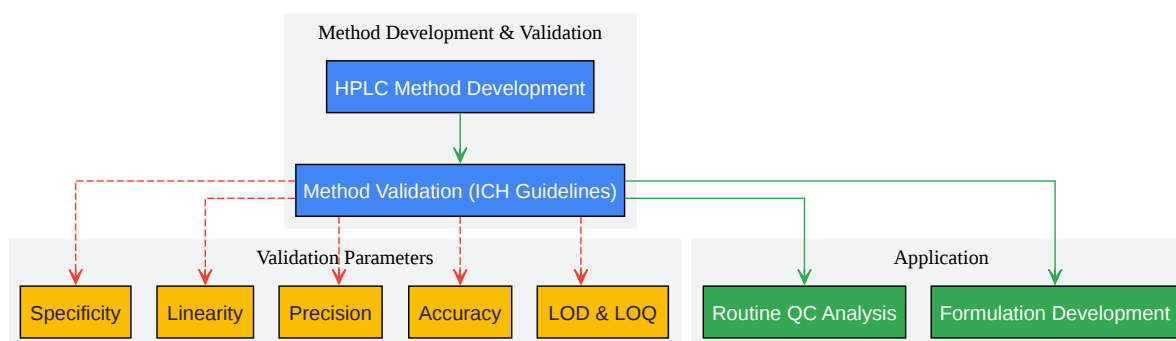 Method Development & Validation
HPLC Method Development
Method Validation (ICH Guidelines)
Validation Parameters
Application
Specificity
Linearity
Precision
Accuracy
LOD & LOQ
Routine QC Analysis
Formulation Development